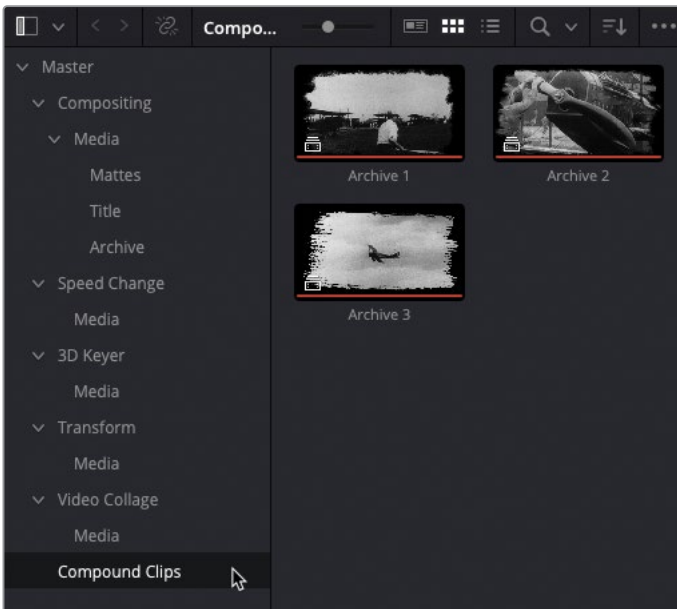 Compo...
Master
Compositing
Media
Mattes
Title
Archive
Speed Change
Media
3D Keyer
Media
Transform
Media
Video Collage
Media
Compound Clips
Archive 1
Archive 2
Archive 3